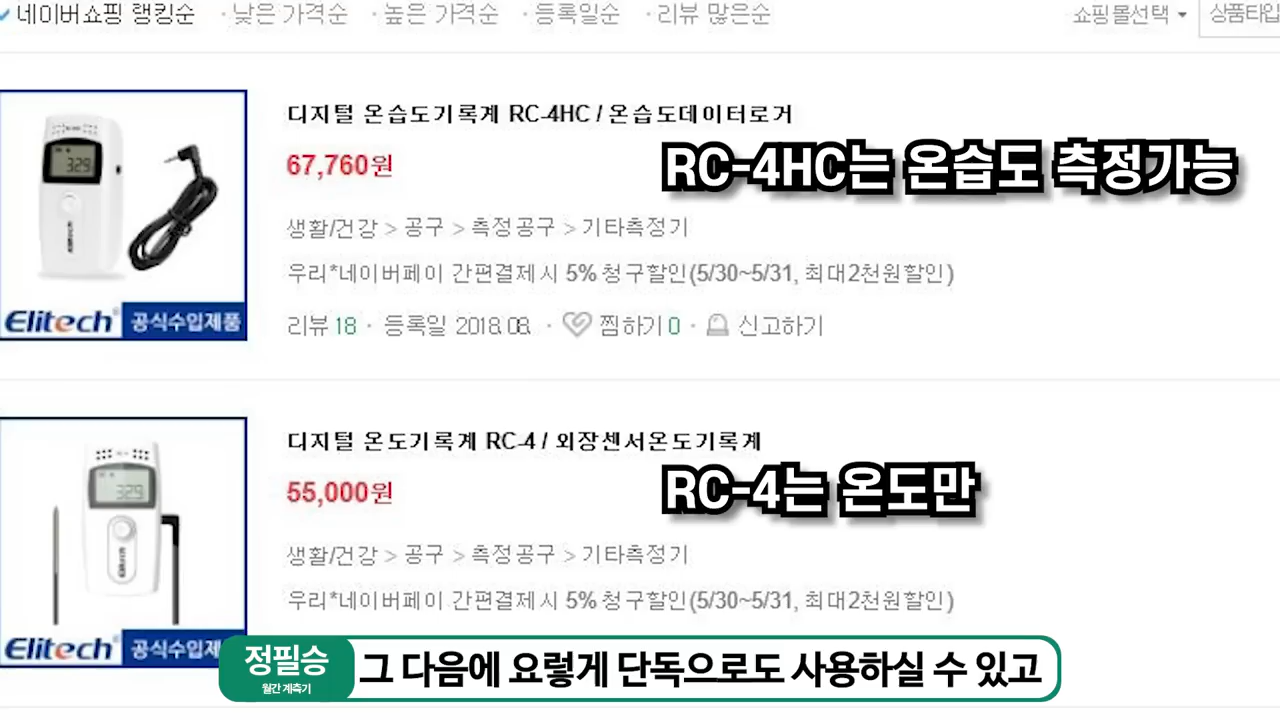 네이버쇼핑 랭킹순 · 낮은 가격순 · 높은 가격순 · 등록일순 · 리뷰 많은순 쇼핑몰선택 상품타입
디지털 온습도기록계 RC-4HC / 온습도데이터로거
67,760원
RC-4HC는 온습도 측정가능
생활/건강 > 공구 > 측정공구 > 기타측정기
우리*네이버페이 간편결제 시 5% 청구할인(5/30~5/31, 최대2천원할인)
리뷰 18 · 등록일 2018.08. · 찜하기 0 · 신고하기
329
Elitech
Elitech 공식수입제품
디지털 온도기록계 RC-4 / 외장센서온도기록계
55,000원
RC-4는 온도만
생활/건강 > 공구 > 측정공구 > 기타측정기
우리*네이버페이 간편결제 시 5% 청구할인(5/30~5/31, 최대2천원할인)
329
Elitech 공식수입제
정필승
월간 계측기
그 다음에 요렇게 단독으로도 사용하실 수 있고